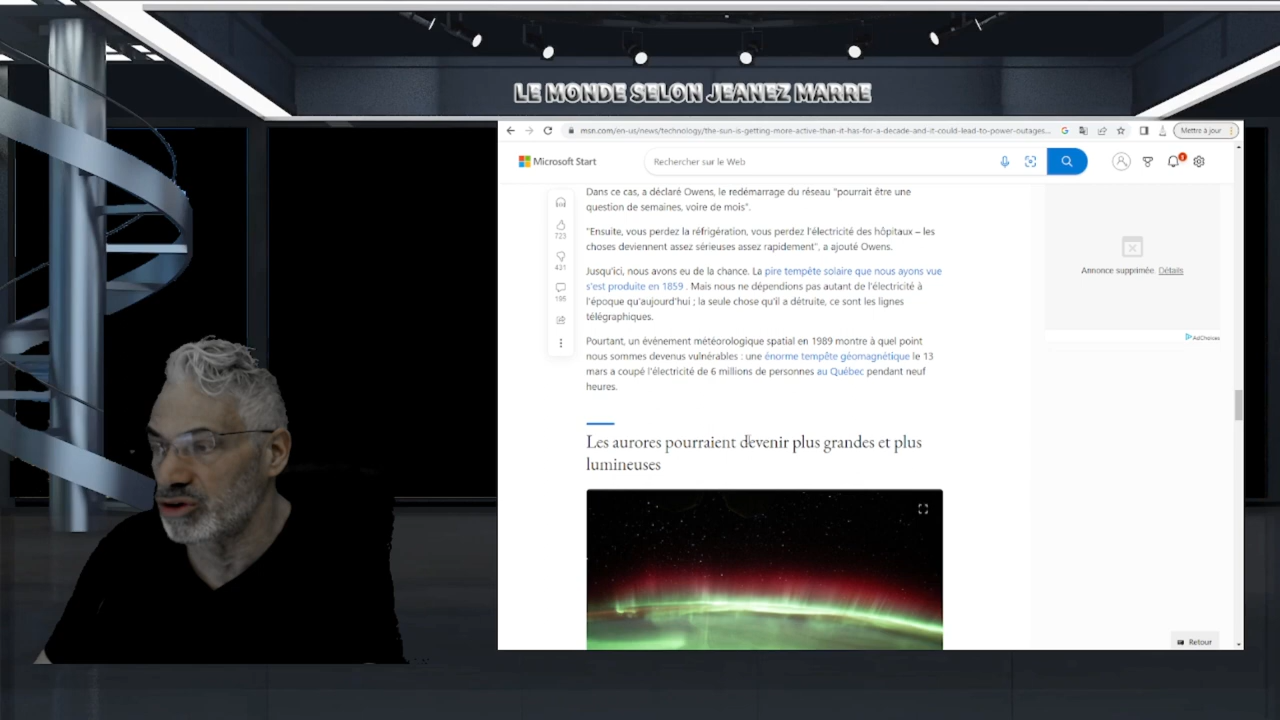 LE MONDE SELON JEANEZ MARRE
msn.com/en-us/news/technology/the-sun-is-getting-more-active-than-it-has-for-a-decade-and-it-could-lead-to-power-outages...
Mettre à jour
Microsoft Start
Rechercher sur le Web
1
Dans ce cas, a déclaré Owens, le redémarrage du réseau "pourrait être une
question de semaines, voire de mois".
"Ensuite, vous perdez la réfrigération, vous perdez l'électricité des hôpitaux – les
choses deviennent assez sérieuses assez rapidement", a ajouté Owens.
Jusqu'ici, nous avons eu de la chance. La pire tempête solaire que nous ayons vue
s'est produite en 1859 . Mais nous ne dépendions pas autant de l'électricité à
l'époque qu'aujourd'hui ; la seule chose qu'il a détruite, ce sont les lignes
télégraphiques.
Pourtant, un événement météorologique spatial en 1989 montre à quel point
nous sommes devenus vulnérables : une énorme tempête géomagnétique le 13
mars a coupé l'électricité de 6 millions de personnes au Québec pendant neuf
heures.
Les aurores pourraient devenir plus grandes et plus
lumineuses
723
431
195
Annonce supprimée. Détails
AdChoices
Retour